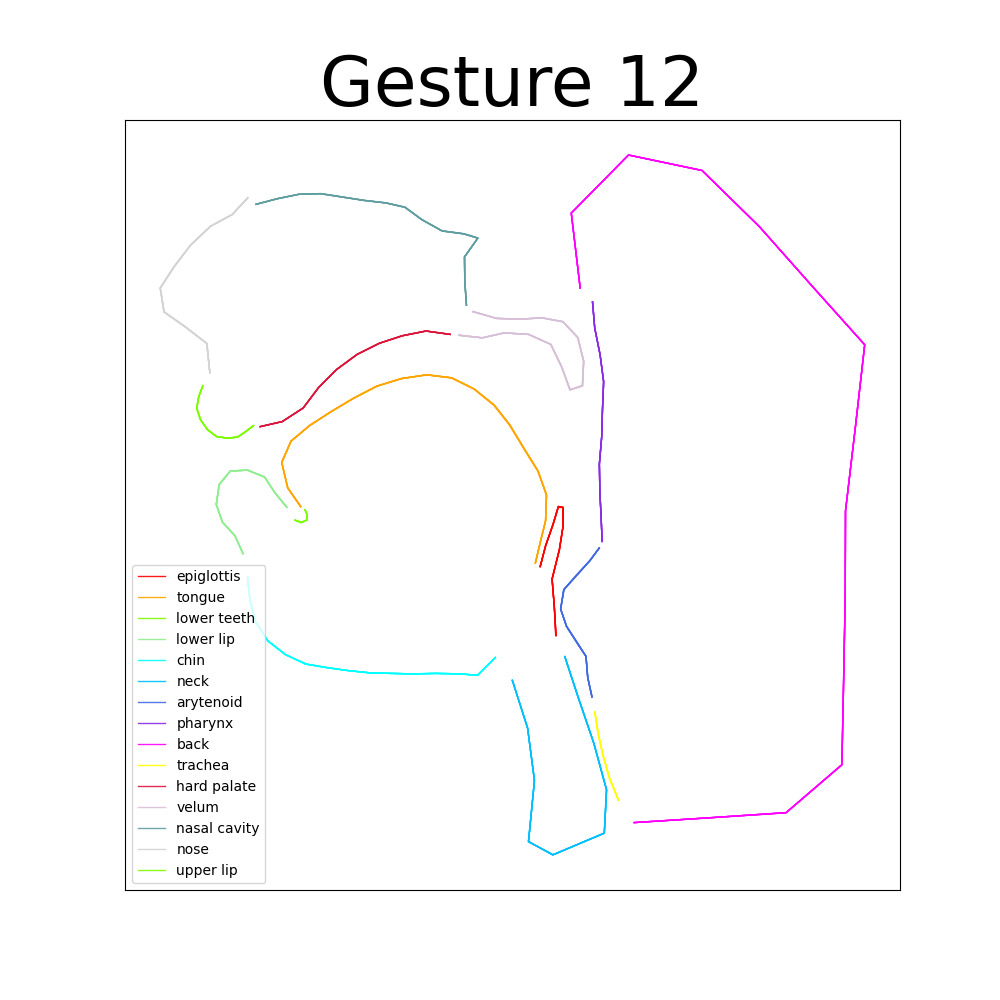 Gesture 12
epiglottis
tongue
lower teeth
lower lip
chin
neck
arytenoid
pharynx
back
trachea
hard palate
velum
nasal cavity
nose
upper lip